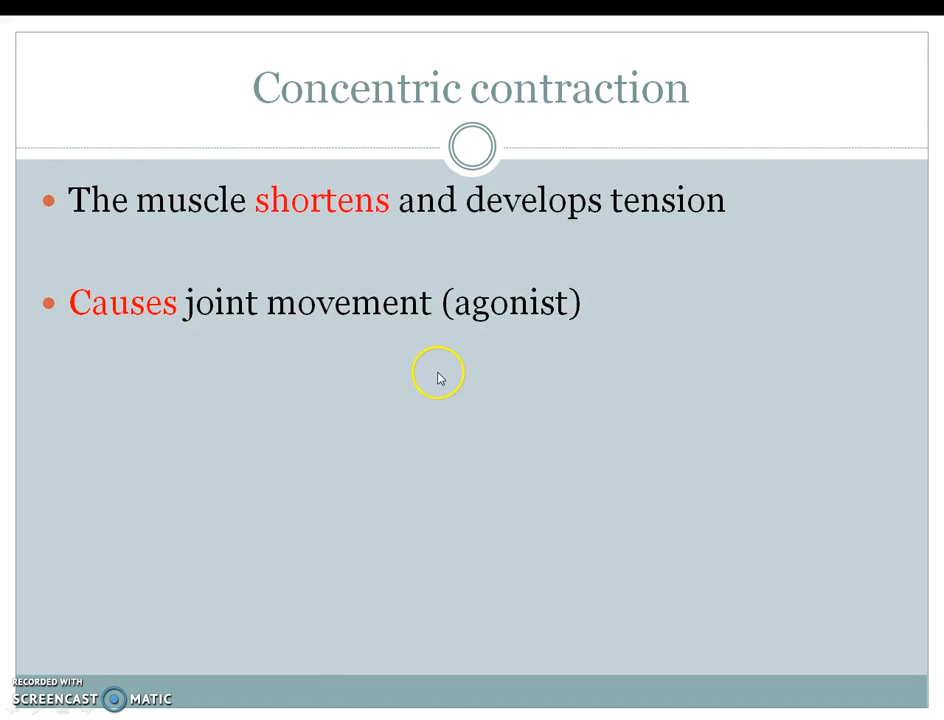 Concentric contraction
The muscle shortens and develops tension
Causes joint movement (agonist)
RECORDED WITH
SCREENCAST MATIC